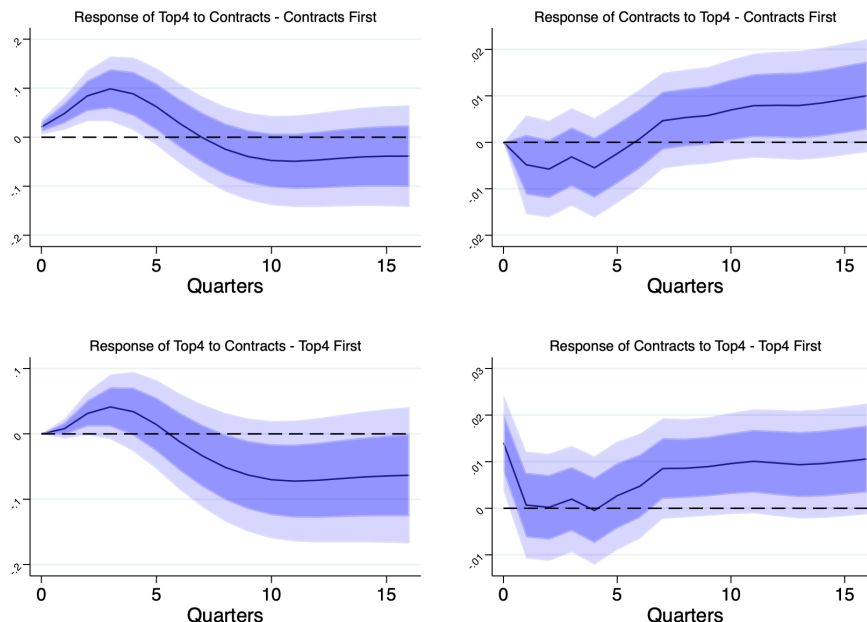 Response of Top4 to Contracts - Contracts First
.2
.1
0
-.1
-.2
0 5 10 15
Quarters
Response of Contracts to Top4 - Contracts First
.02
.01
0
-.01
-.02
0 5 10 15
Quarters
Response of Top4 to Contracts - Top4 First
.1
0
-.1
-.2
0 5 10 15
Quarters
Response of Contracts to Top4 - Top4 First
.03
.02
.01
0
-.01
0 5 10 15
Quarters